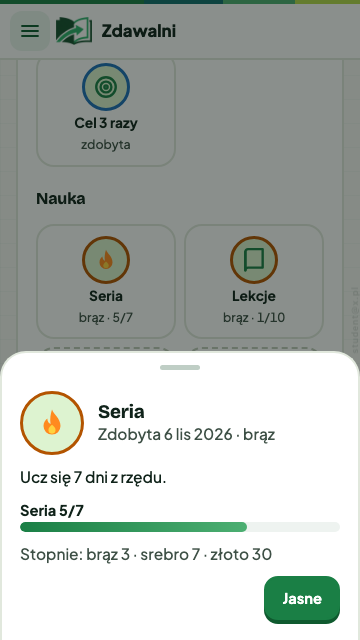 Zdawalni
Cel 3 razy
zdobyta
Nauka
Seria
brąz · 5/7
Lekcje
brąz · 1/10
Seria
Zdobyta 6 lis 2026 · brąz
Ucz się 7 dni z rzędu.
Seria 5/7
Stopnie: brąz 3 · srebro 7 · złoto 30
Jasne